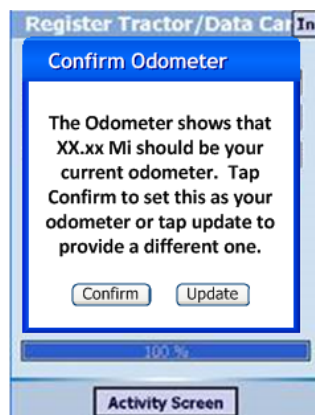 Register Tractor/Data Car In
Confirm Odometer
The Odometer shows that
XX.xx Mi should be your
current odometer. Tap
Confirm to set this as your
odometer or tap update to
provide a different one.
Confirm Update
100 %
Activity Screen